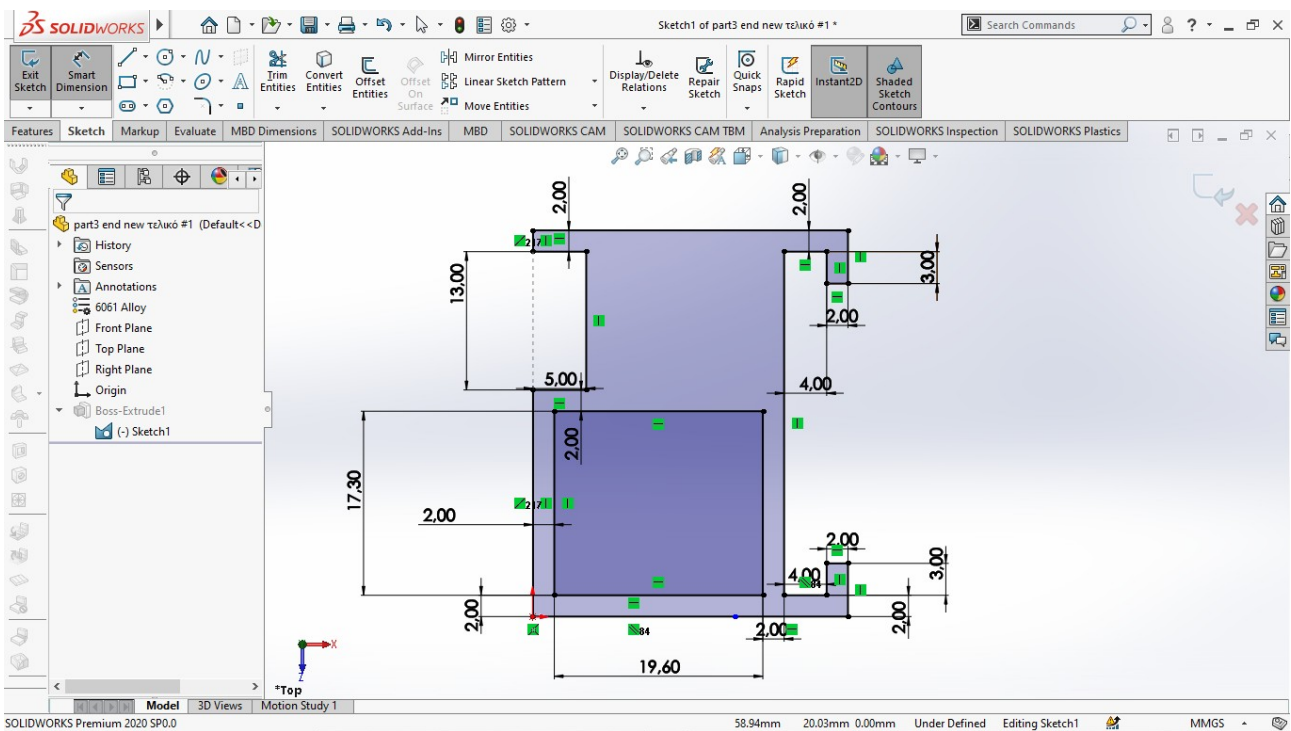 SOLIDWORKS
Sketch1 of part3 end new τελικό #1 *
Search Commands
?
Exit Sketch
Smart Dimension
Trim Entities
Convert Entities
Offset Entities
Offset On Surface
Mirror Entities
Linear Sketch Pattern
Move Entities
Display/Delete Relations
Repair Sketch
Quick Snaps
Rapid Sketch
Instant2D
Shaded Sketch Contours
Features Sketch Markup Evaluate MBD Dimensions SOLIDWORKS Add-Ins MBD SOLIDWORKS CAM SOLIDWORKS CAM TBM Analysis Preparation SOLIDWORKS Inspection SOLIDWORKS Plastics
part3 end new τελικό #1 (Default<<D
History
Sensors
Annotations
6061 Alloy
Front Plane
Top Plane
Right Plane
Origin
Boss-Extrude1
(-) Sketch1
2,00
2,00
217
13,00
3,00
2,00
5,00
4,00
2,00
17,30
217
2,00
2,00
4,00
84
3,00
2,00
2,00
84
2,00
19,60
X
Z
*Top
Model 3D Views Motion Study 1
SOLIDWORKS Premium 2020 SP0.0
58.94mm 20.03mm 0.00mm Under Defined Editing Sketch1 MMGS